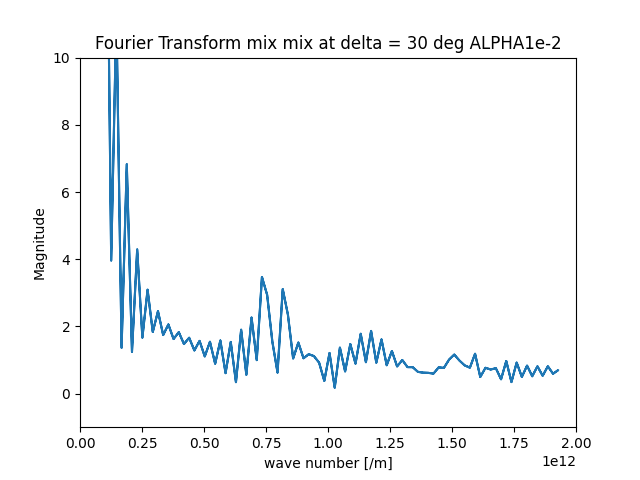 Fourier Transform mix mix at delta = 30 deg ALPHA1e-2
10
8
6
4
2
0
Magnitude
0.00 0.25 0.50 0.75 1.00 1.25 1.50 1.75 2.00
wave number [/m]
1e12